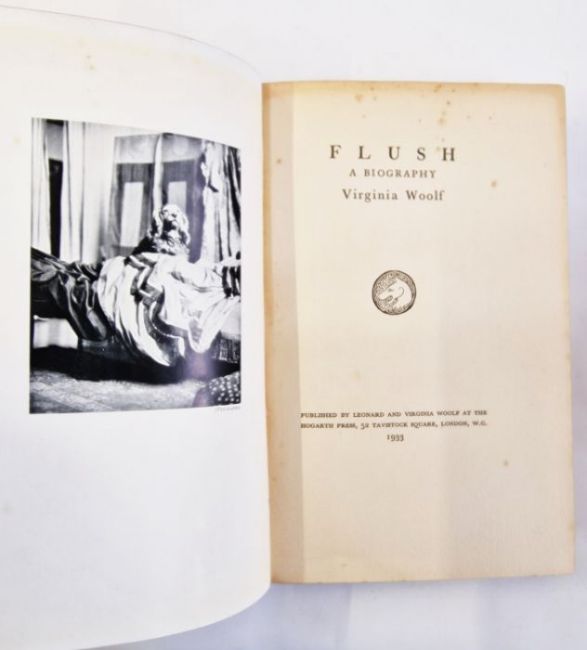 FLUSH
A BIOGRAPHY
Virginia Woolf
PUBLISHED BY LEONARD AND VIRGINIA WOOLF AT THE
HOGARTH PRESS, 52 TAVISTOCK SQUARE, LONDON, W.C.
1933